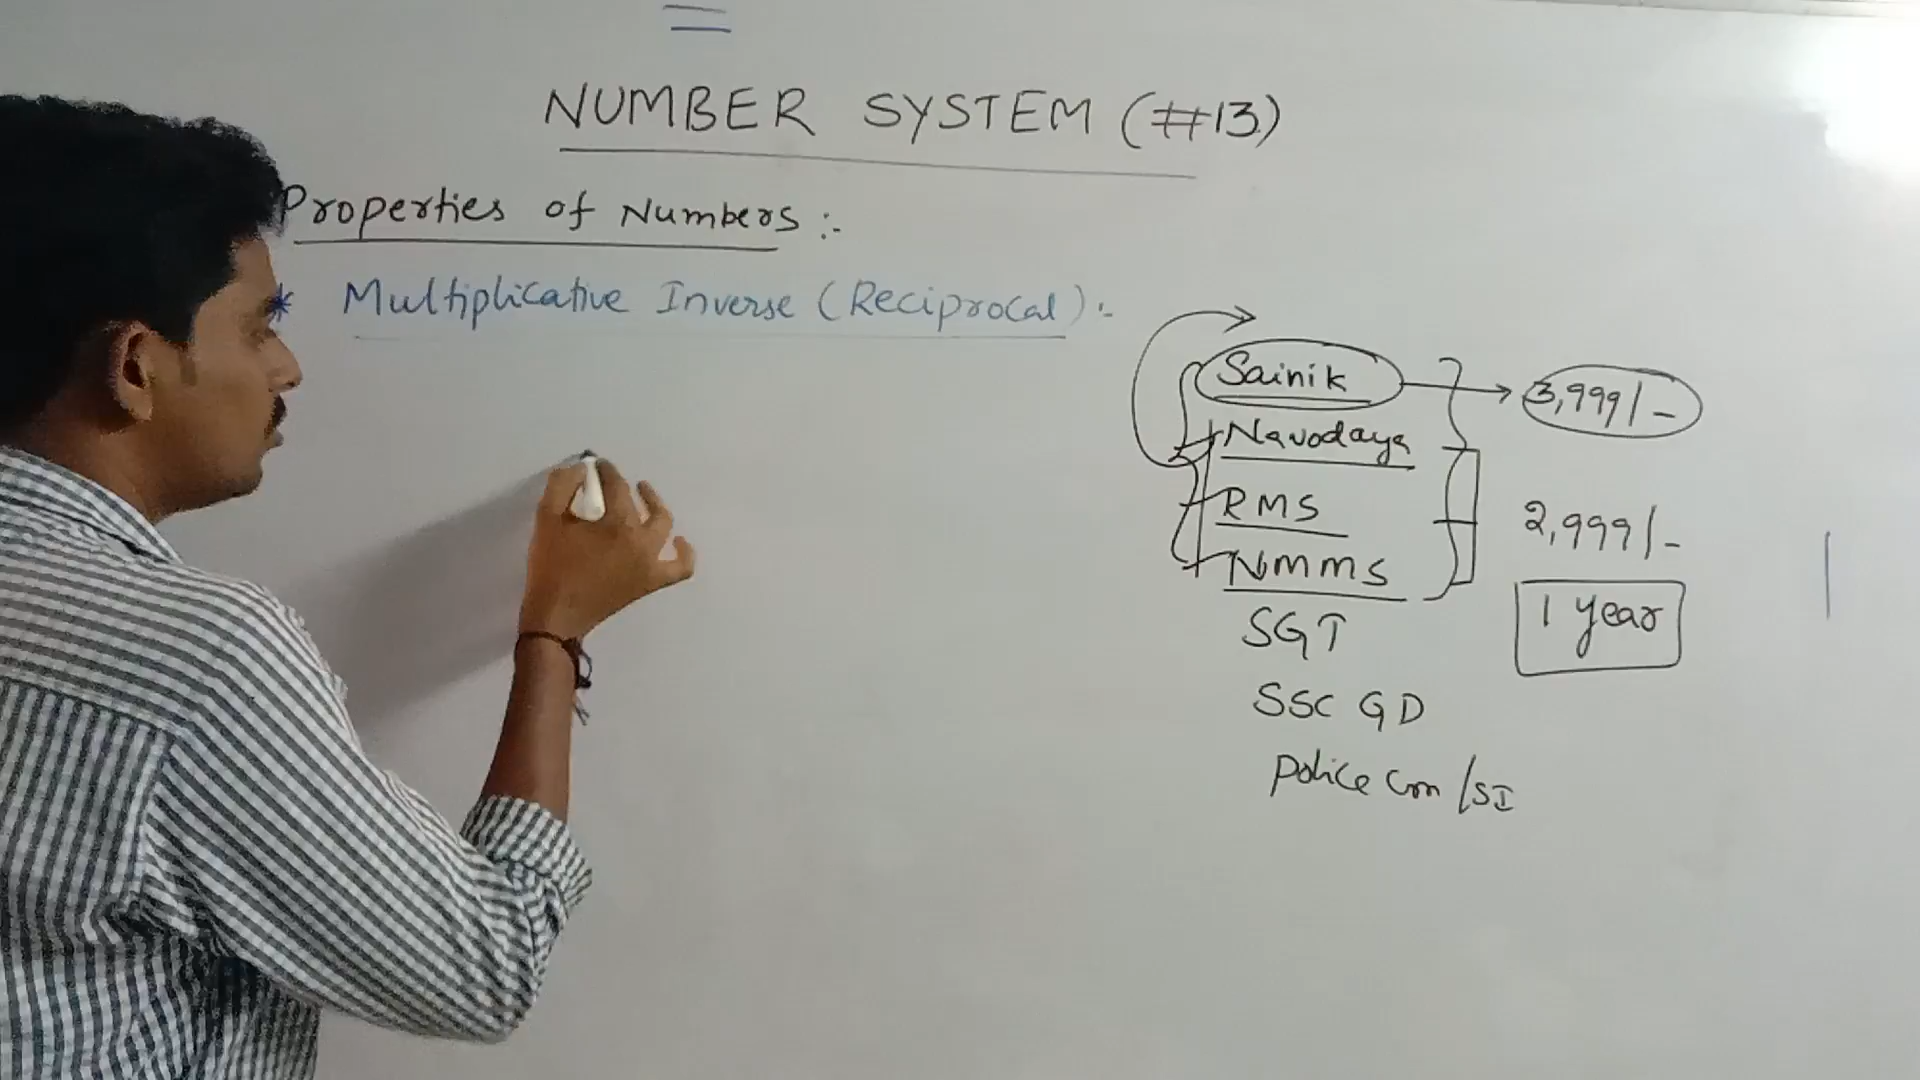 NUMBER SYSTEM (#13)
Properties of Numbers :-
* Multiplicative Inverse (Reciprocal) :-
Sainik → 3,999/-
Navodaya
RMS 2,999/-
NMMS
SGT 1 year
SSC GD
Police Con /SI